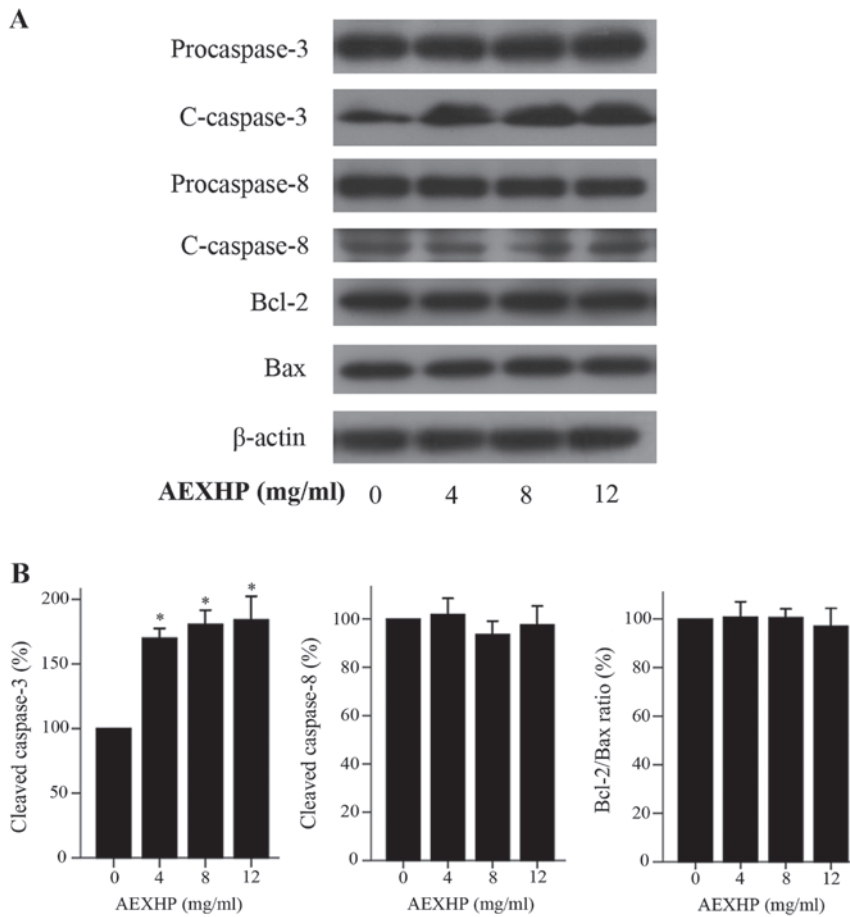 A
Procaspase-3
C-caspase-3
Procaspase-8
C-caspase-8
Bcl-2
Bax
β-actin
AEXHP (mg/ml) 0 4 8 12
B
Cleaved caspase-3 (%)
200
150
100
50
0
* * *
0 4 8 12
AEXHP (mg/ml)
Cleaved caspase-8 (%)
100
80
60
40
20
0
0 4 8 12
AEXHP (mg/ml)
Bcl-2/Bax ratio (%)
100
80
60
40
20
0
0 4 8 12
AEXHP (mg/ml)